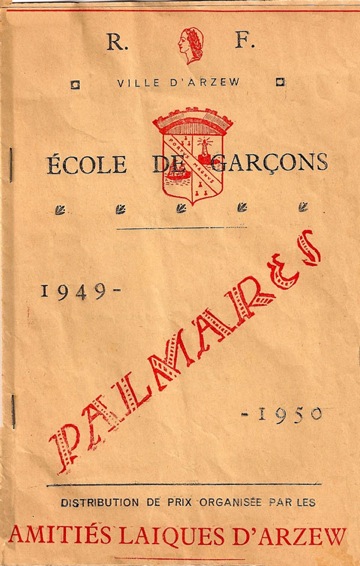 R. F.
VILLE D'ARZEW
ÉCOLE DE GARÇONS
1949-
PALMARES
-1950
DISTRIBUTION DE PRIX ORGANISÉE PAR LES
AMITIÉS LAIQUES D'ARZEW